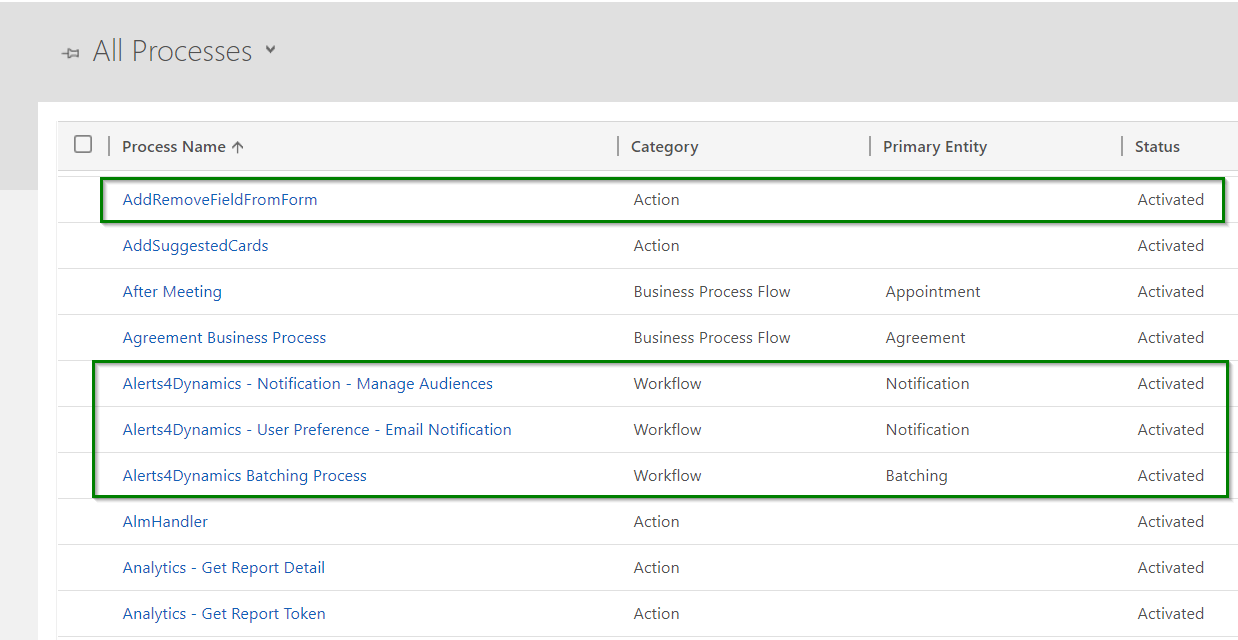 All Processes
Process Name Category Primary Entity Status
AddRemoveFieldFromForm Action Activated
AddSuggestedCards Action Activated
After Meeting Business Process Flow Appointment Activated
Agreement Business Process Business Process Flow Agreement Activated
Alerts4Dynamics - Notification - Manage Audiences Workflow Notification Activated
Alerts4Dynamics - User Preference - Email Notification Workflow Notification Activated
Alerts4Dynamics Batching Process Workflow Batching Activated
AlmHandler Action Activated
Analytics - Get Report Detail Action Activated
Analytics - Get Report Token Action Activated